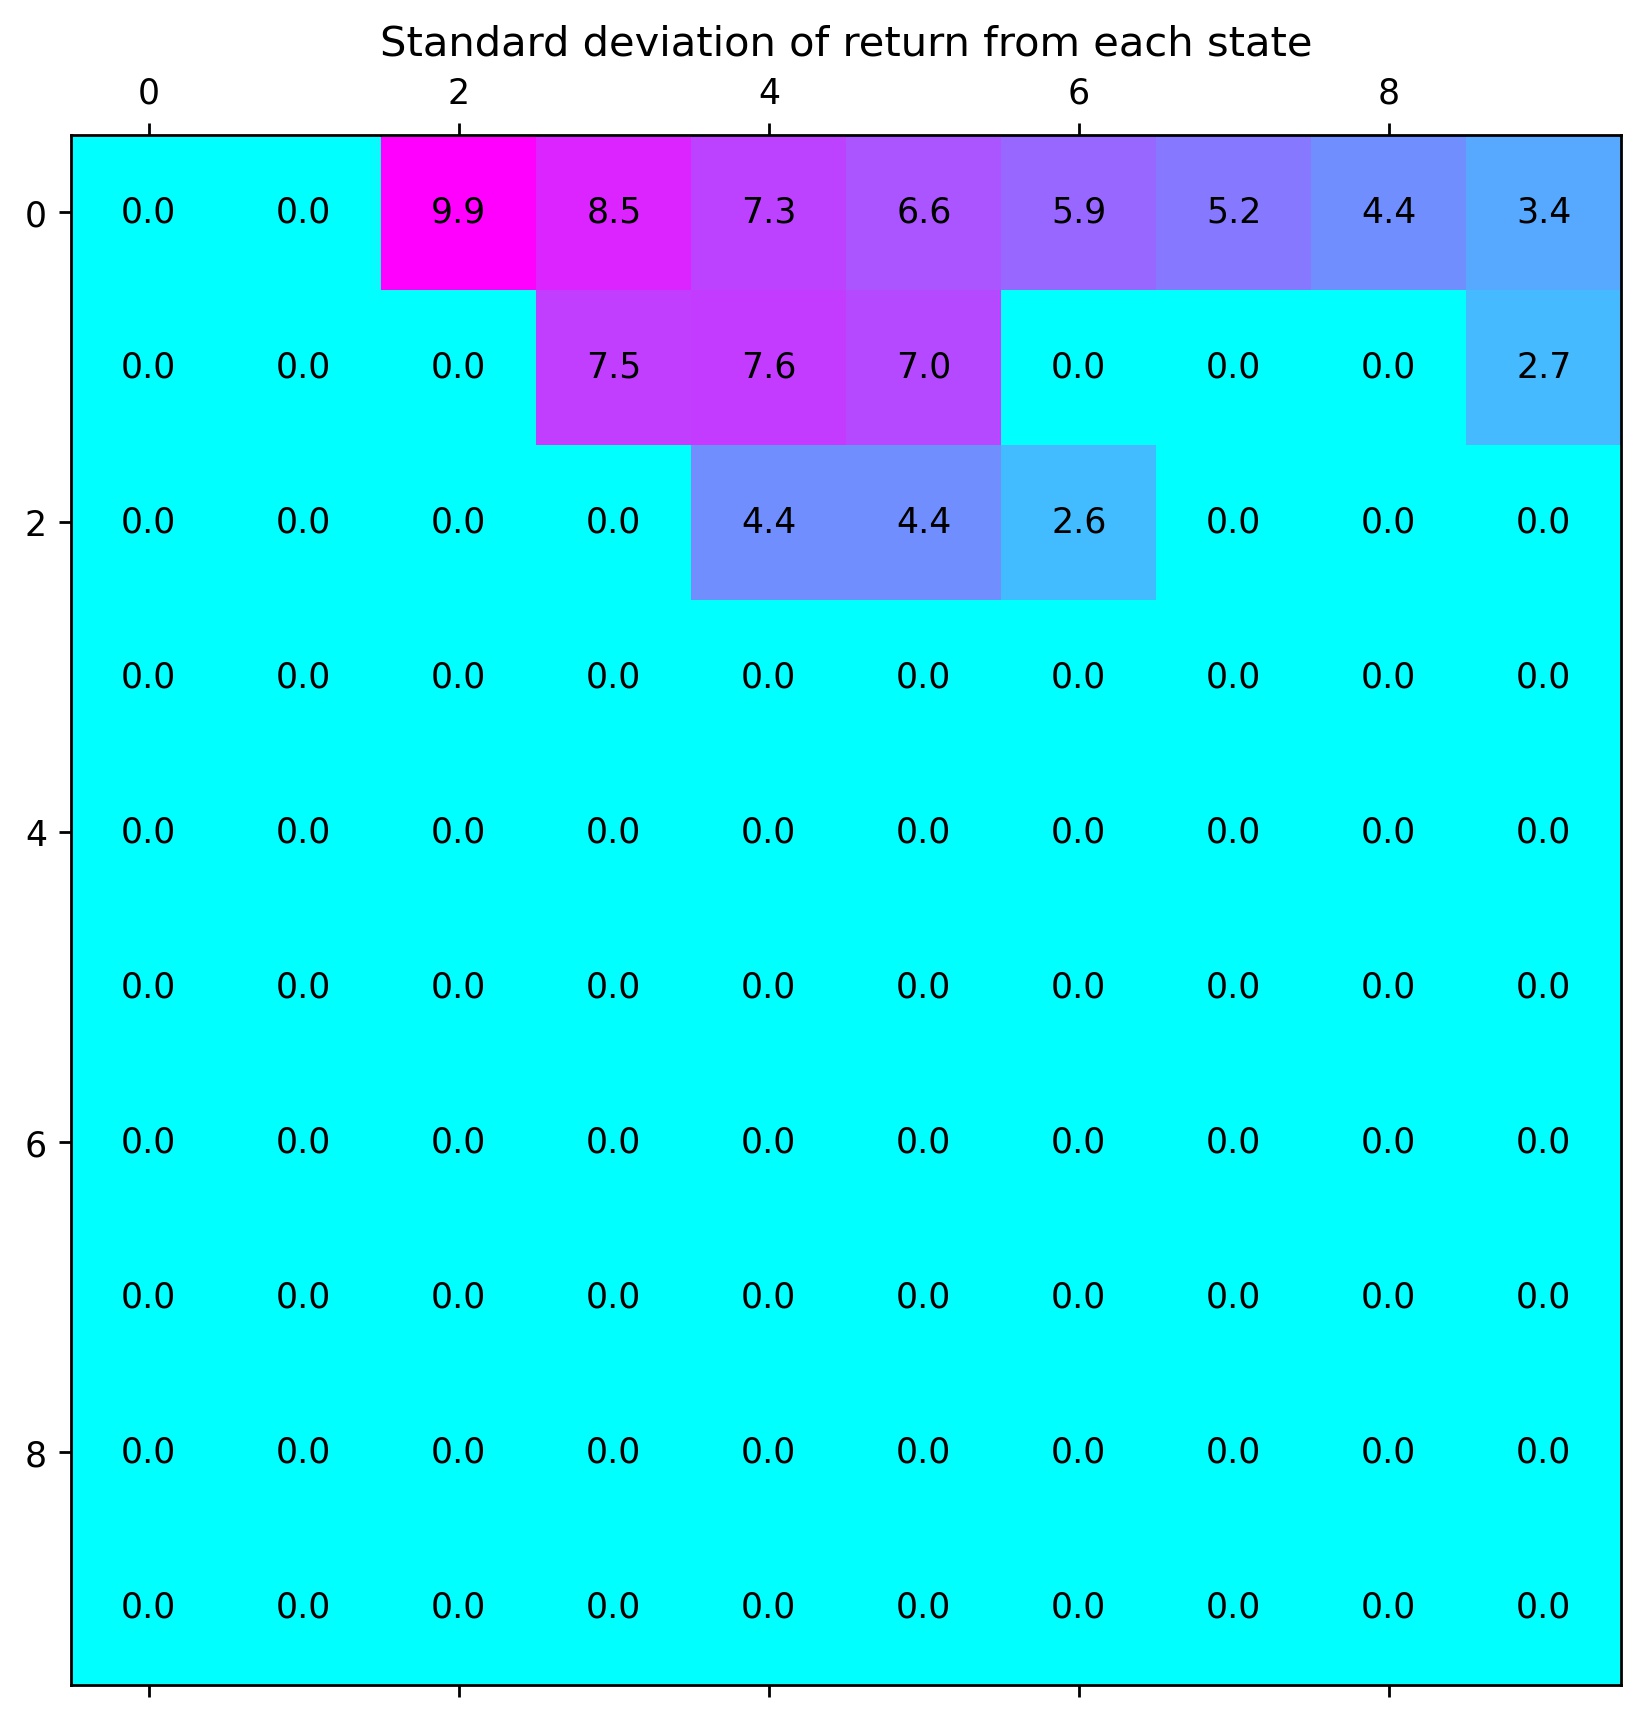 Standard deviation of return from each state
0 2 4 6 8
0 0.0 0.0 9.9 8.5 7.3 6.6 5.9 5.2 4.4 3.4
0.0 0.0 0.0 7.5 7.6 7.0 0.0 0.0 0.0 2.7
2 0.0 0.0 0.0 0.0 4.4 4.4 2.6 0.0 0.0 0.0
0.0 0.0 0.0 0.0 0.0 0.0 0.0 0.0 0.0 0.0
4 0.0 0.0 0.0 0.0 0.0 0.0 0.0 0.0 0.0 0.0
0.0 0.0 0.0 0.0 0.0 0.0 0.0 0.0 0.0 0.0
6 0.0 0.0 0.0 0.0 0.0 0.0 0.0 0.0 0.0 0.0
0.0 0.0 0.0 0.0 0.0 0.0 0.0 0.0 0.0 0.0
8 0.0 0.0 0.0 0.0 0.0 0.0 0.0 0.0 0.0 0.0
0.0 0.0 0.0 0.0 0.0 0.0 0.0 0.0 0.0 0.0